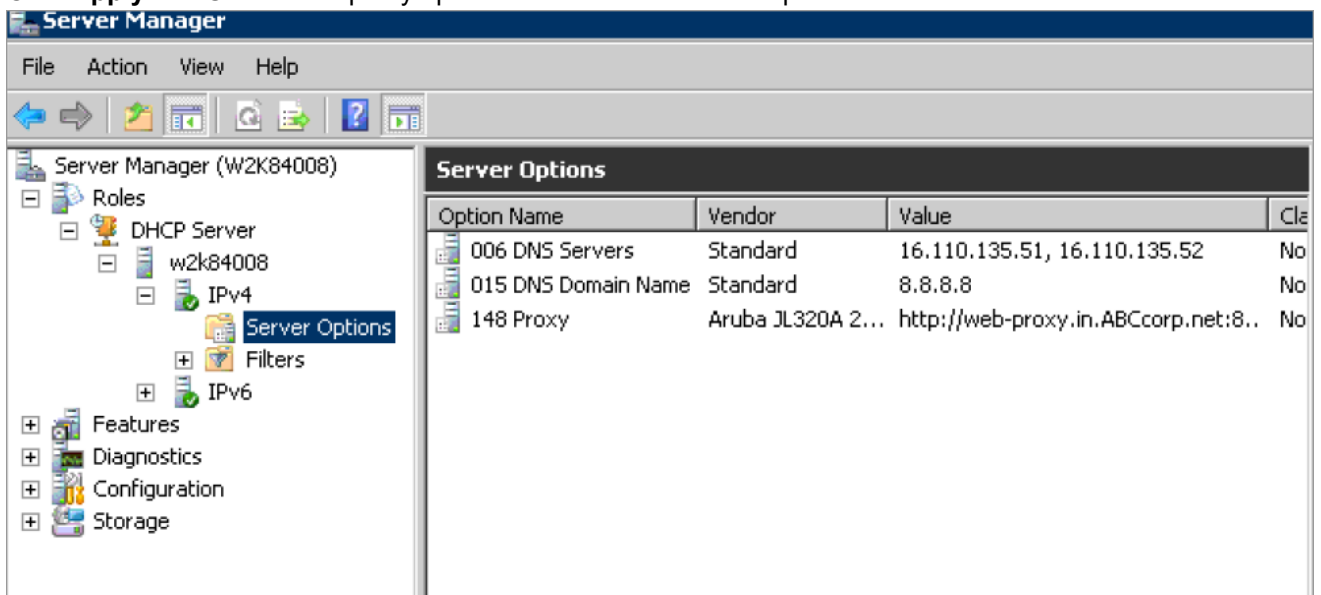 Server Manager
File Action View Help
Server Manager (W2K84008)
Roles
DHCP Server
w2k84008
IPv4
Server Options
Filters
IPv6
Features
Diagnostics
Configuration
Storage
Server Options
Option Name Vendor Value Cla
006 DNS Servers Standard 16.110.135.51, 16.110.135.52 No
015 DNS Domain Name Standard 8.8.8.8 No
148 Proxy Aruba JL320A 2... http://web-proxy.in.ABCcorp.net:8.. No